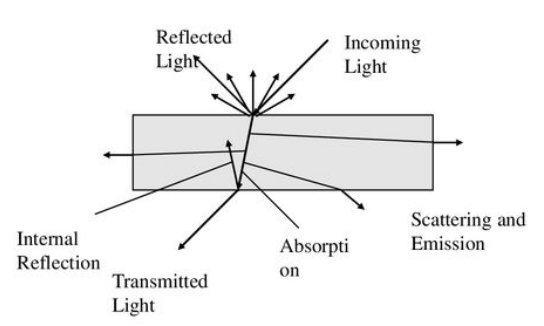 Reflected
Light
Incoming
Light
Scattering and
Emission
Internal
Reflection
Absorpti
on
Transmitted
Light